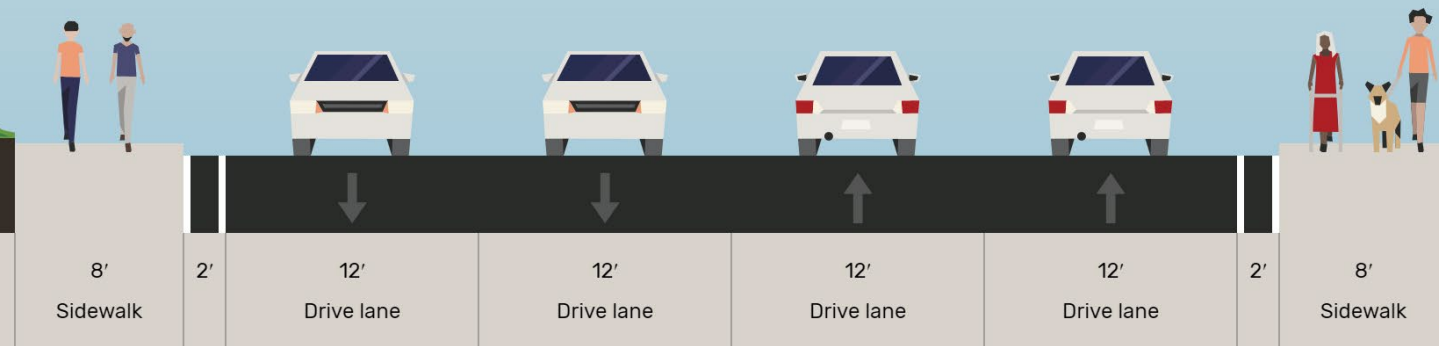 8′ 2′ 12′ 12′ 12′ 12′ 2′ 8′
Sidewalk Drive lane Drive lane Drive lane Drive lane Sidewalk